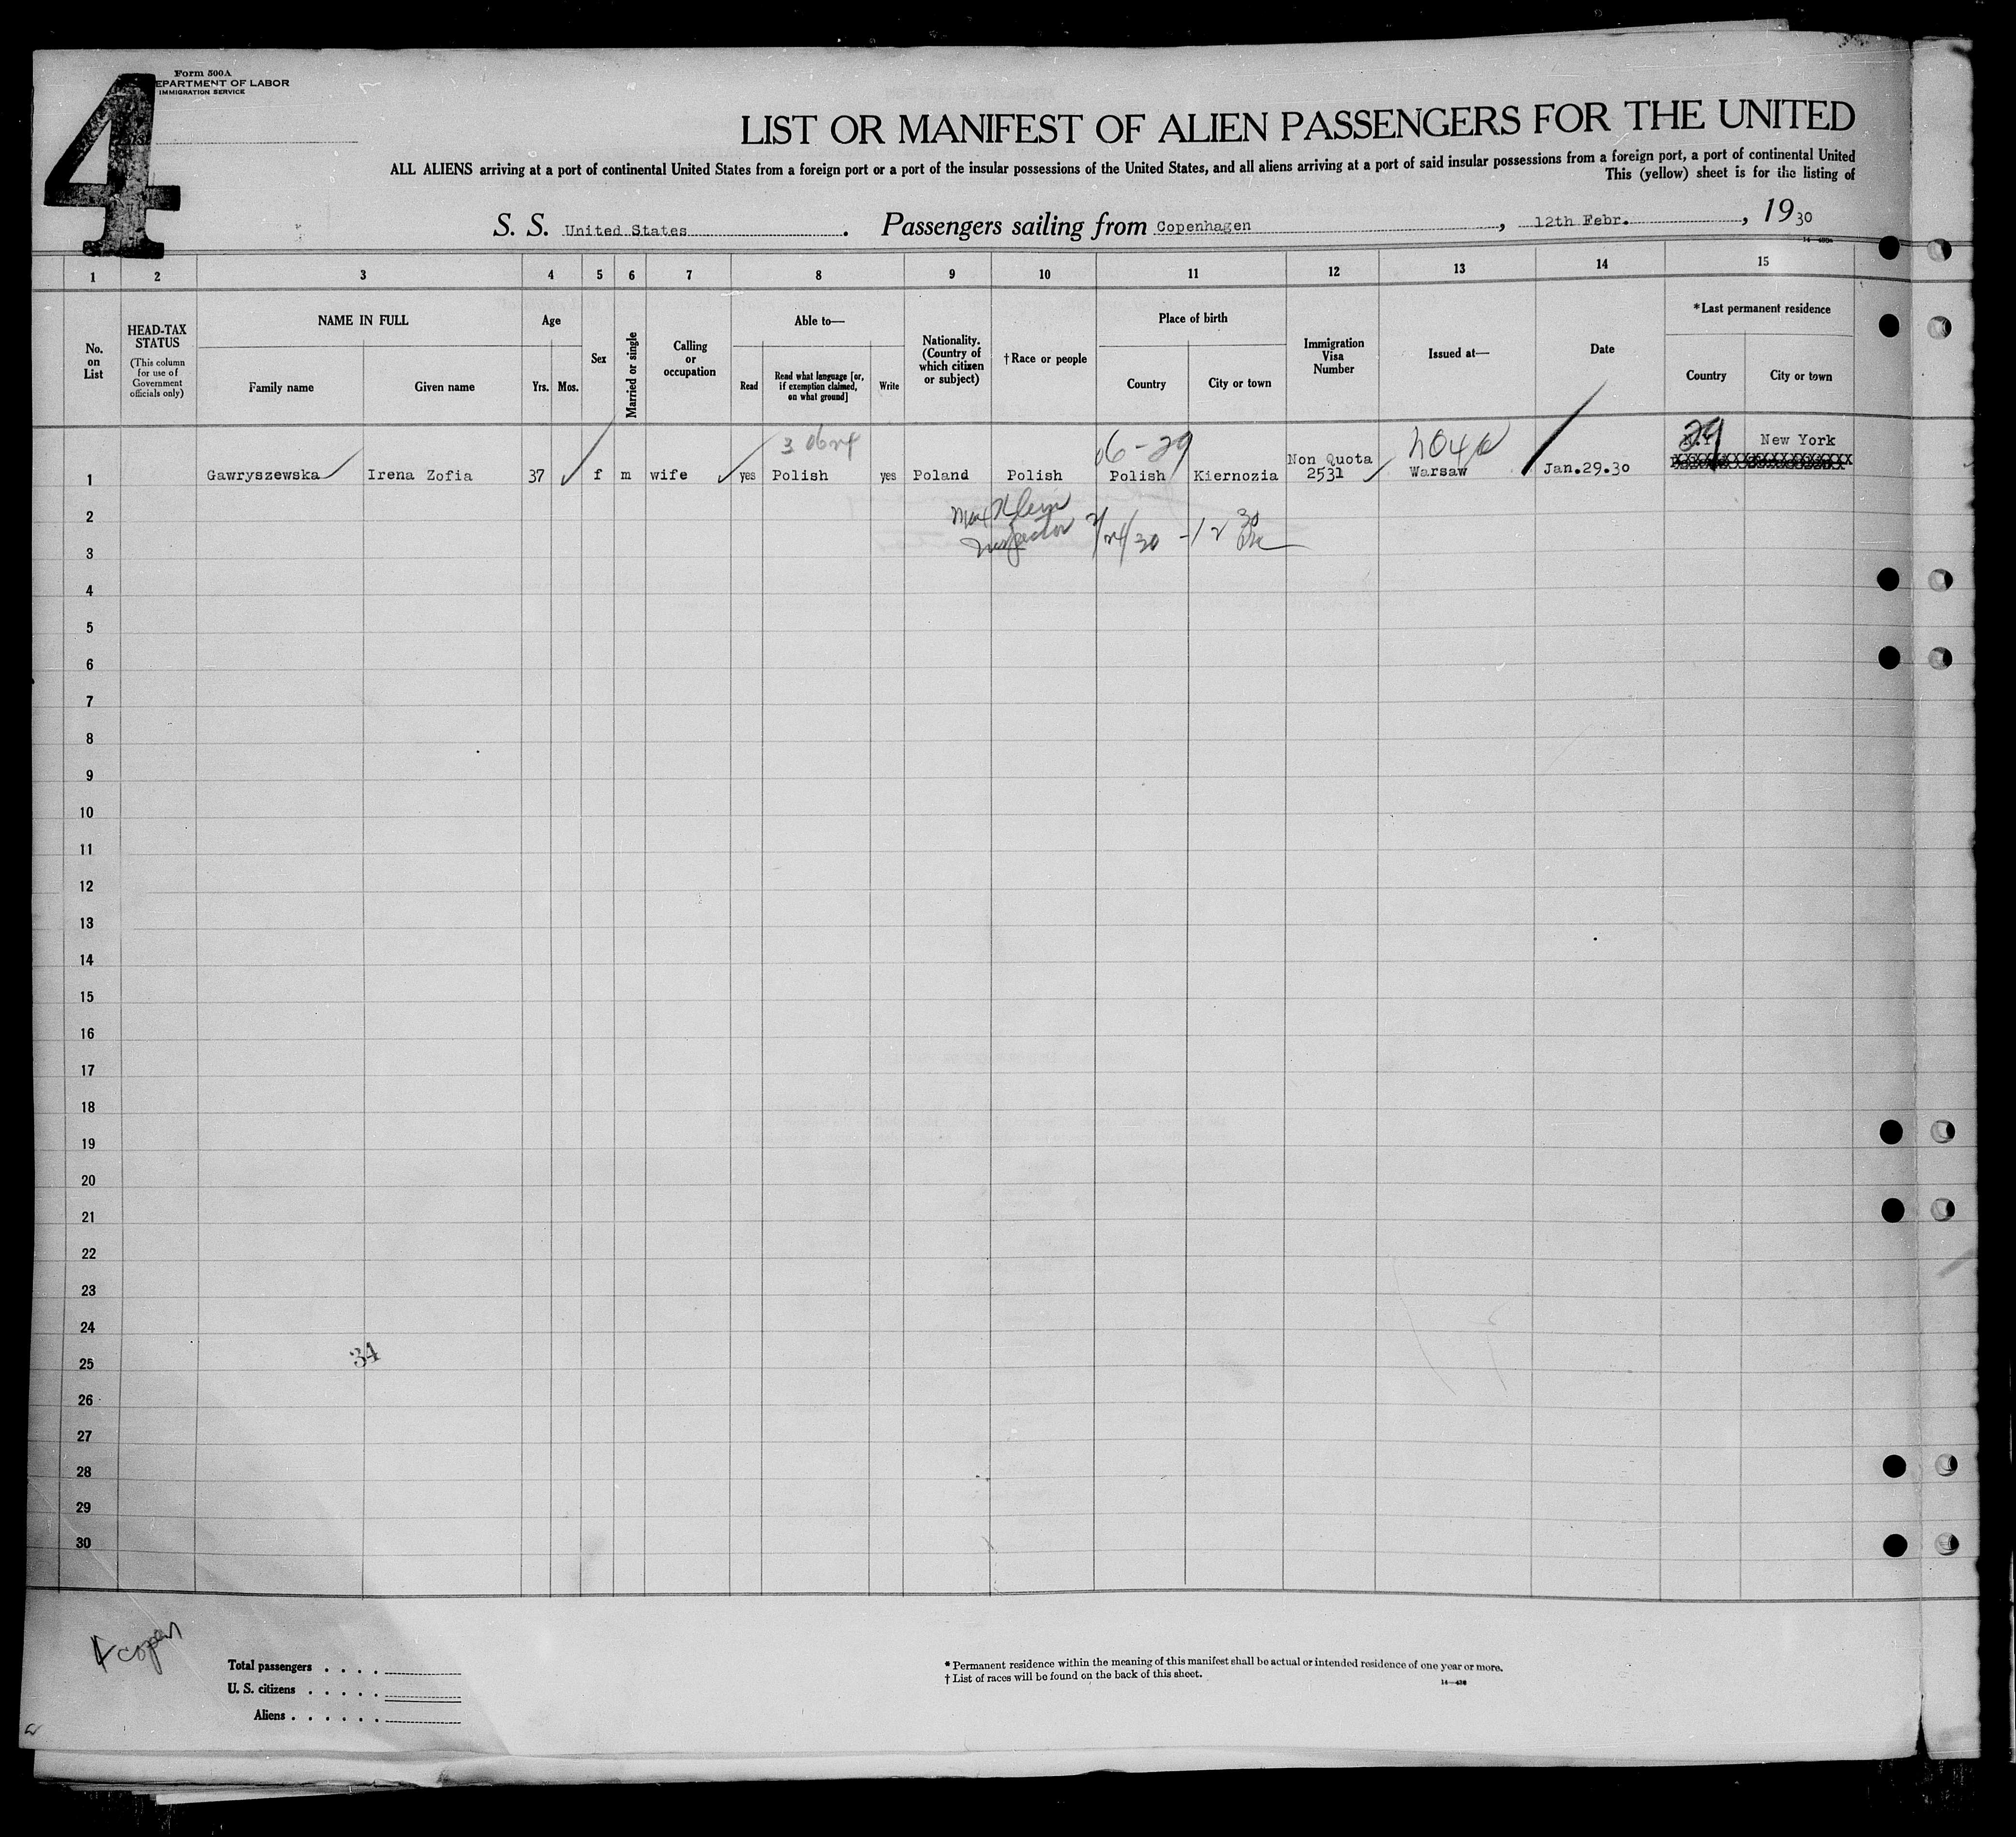 4
Form 500A
DEPARTMENT OF LABOR
IMMIGRATION SERVICE
LIST OR MANIFEST OF ALIEN PASSENGERS FOR THE UNITED
ALL ALIENS arriving at a port of continental United States from a foreign port or a port of the insular possessions of the United States, and all aliens arriving at a port of said insular possessions from a foreign port, a port of continental United
This (yellow) sheet is for the listing of
S. S. United States. Passengers sailing from Copenhagen, 12th Febr., 1930
1 2 3 4 5 6 7 8 9 10 11 12 13 14 15
No. on List
HEAD-TAX STATUS
(This column for use of Government officials only)
NAME IN FULL
Family name Given name
Age
Yrs. Mos.
Sex
Married or single
Calling or occupation
Able to—
Read
Read what language [or, if exemption claimed, on what ground]
Write
Nationality. (Country of which citizen or subject)
†Race or people
Place of birth
Country City or town
Immigration Visa Number
Issued at—
Date
*Last permanent residence
Country City or town
06-29 29 New York
1 Gawryszewska Irena Zofia 37 f m wife yes Polish yes Poland Polish Polish Kiernozia Non Quota 2531 Warsaw Jan.29.30
2 Max Klein
3 Inspector 2/24/30 - 12 30
4
5
6
7
8
9
10
11
12
13
14
15
16
17
18
19
20
21
22
23
24
34
25
26
27
28
29
30
Total passengers . . . .
U. S. citizens . . . . .
Aliens . . . . . .
* Permanent residence within the meaning of this manifest shall be actual or intended residence of one year or more.
† List of races will be found on the back of this sheet.